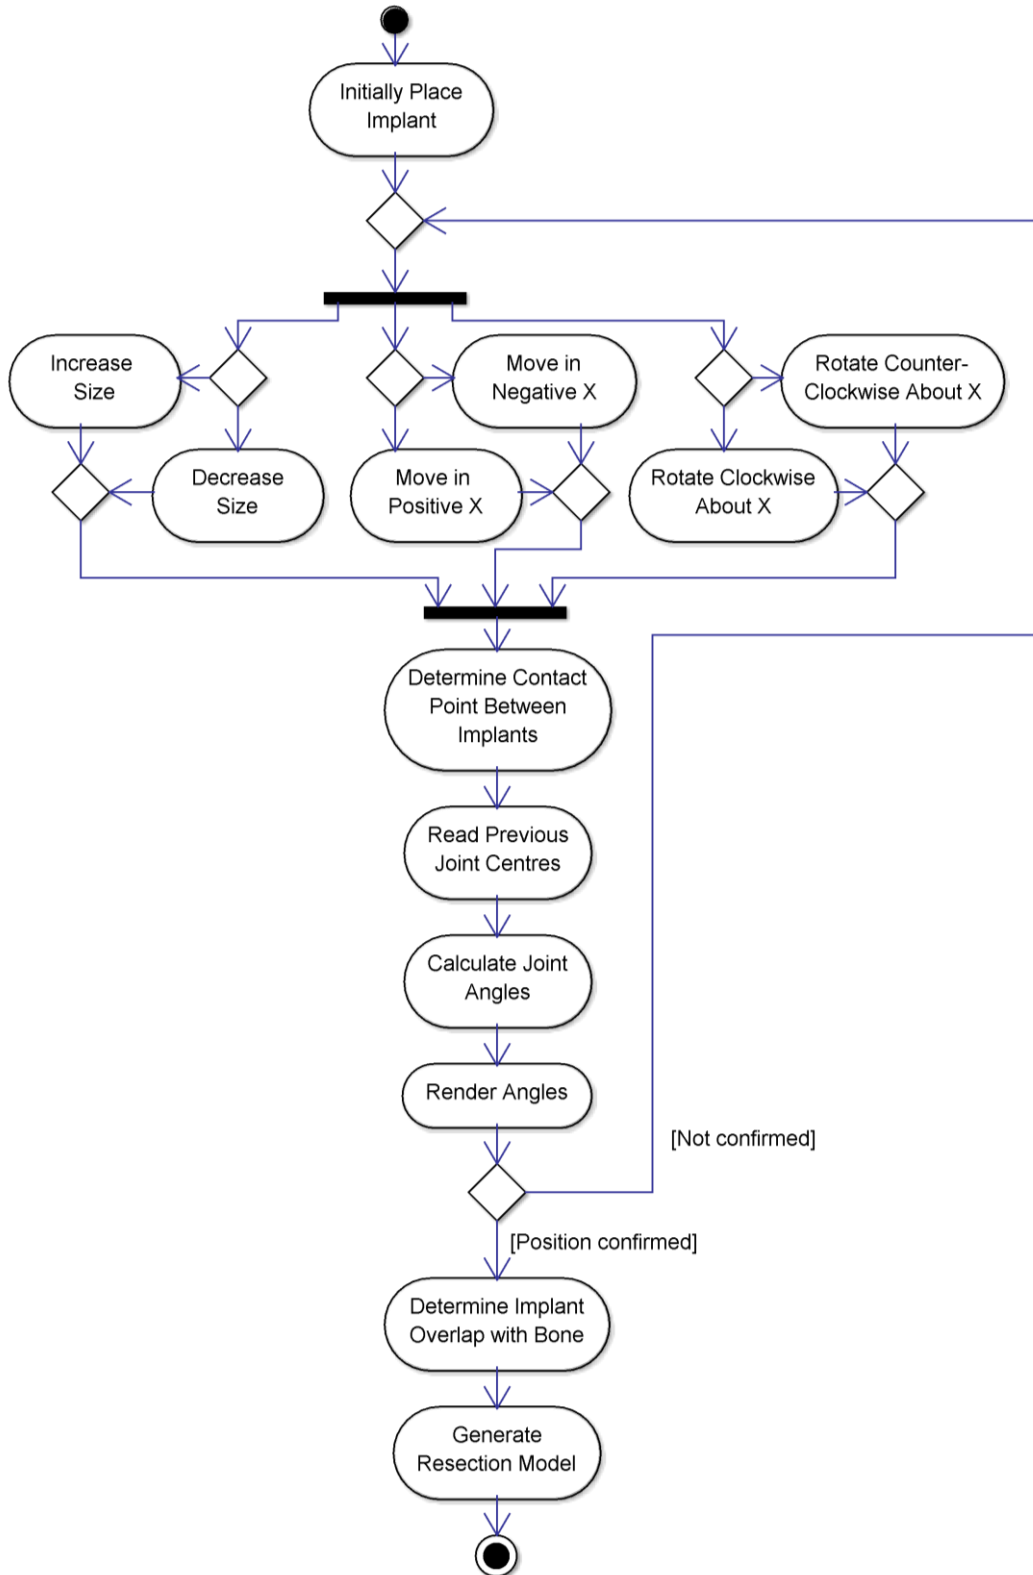 Initially Place
Implant
Increase
Size
Move in
Negative X
Rotate Counter-
Clockwise About X
Decrease
Size
Move in
Positive X
Rotate Clockwise
About X
Determine Contact
Point Between
Implants
Read Previous
Joint Centres
Calculate Joint
Angles
Render Angles
[Not confirmed]
[Position confirmed]
Determine Implant
Overlap with Bone
Generate
Resection Model